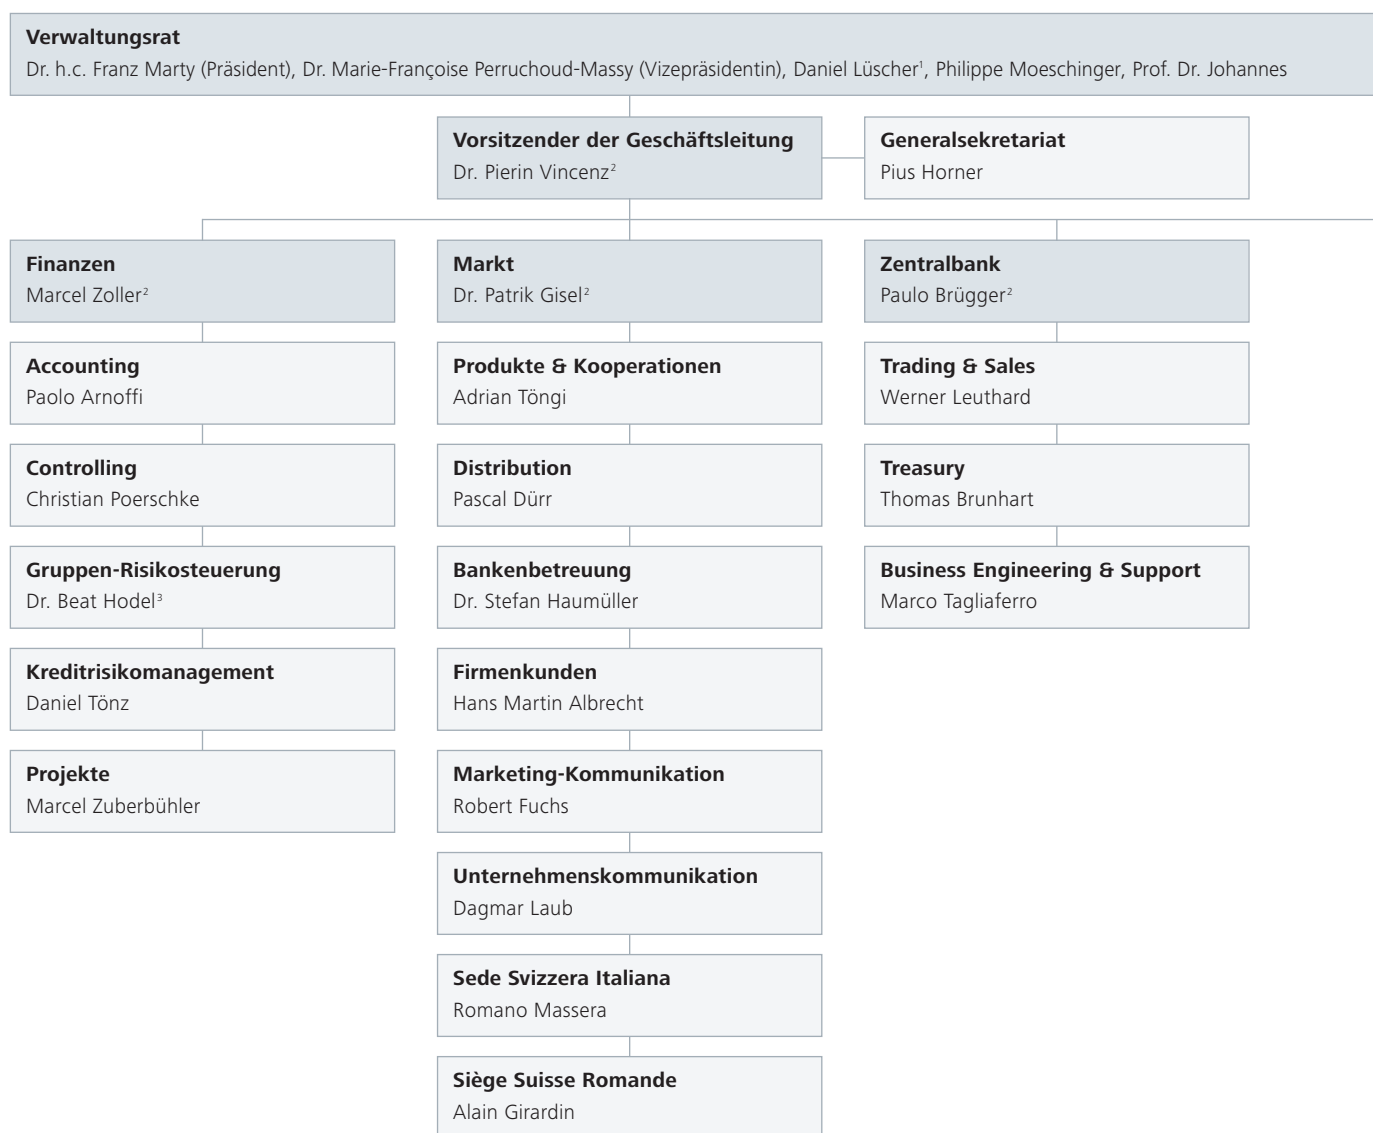 Verwaltungsrat
Dr. h.c. Franz Marty (Präsident), Dr. Marie-Françoise Perruchoud-Massy (Vizepräsidentin), Daniel Lüscher¹, Philippe Moeschinger, Prof. Dr. Johannes
Vorsitzender der Geschäftsleitung
Dr. Pierin Vincenz²
Generalsekretariat
Pius Horner
Finanzen
Marcel Zoller²
Accounting
Paolo Arnoffi
Controlling
Christian Poerschke
Gruppen-Risikosteuerung
Dr. Beat Hodel³
Kreditrisikomanagement
Daniel Tönz
Projekte
Marcel Zuberbühler
Markt
Dr. Patrik Gisel²
Produkte & Kooperationen
Adrian Töngi
Distribution
Pascal Dürr
Bankenbetreuung
Dr. Stefan Haumüller
Firmenkunden
Hans Martin Albrecht
Marketing-Kommunikation
Robert Fuchs
Unternehmenskommunikation
Dagmar Laub
Sede Svizzera Italiana
Romano Massera
Siège Suisse Romande
Alain Girardin
Zentralbank
Paulo Brügger²
Trading & Sales
Werner Leuthard
Treasury
Thomas Brunhart
Business Engineering & Support
Marco Tagliaferro